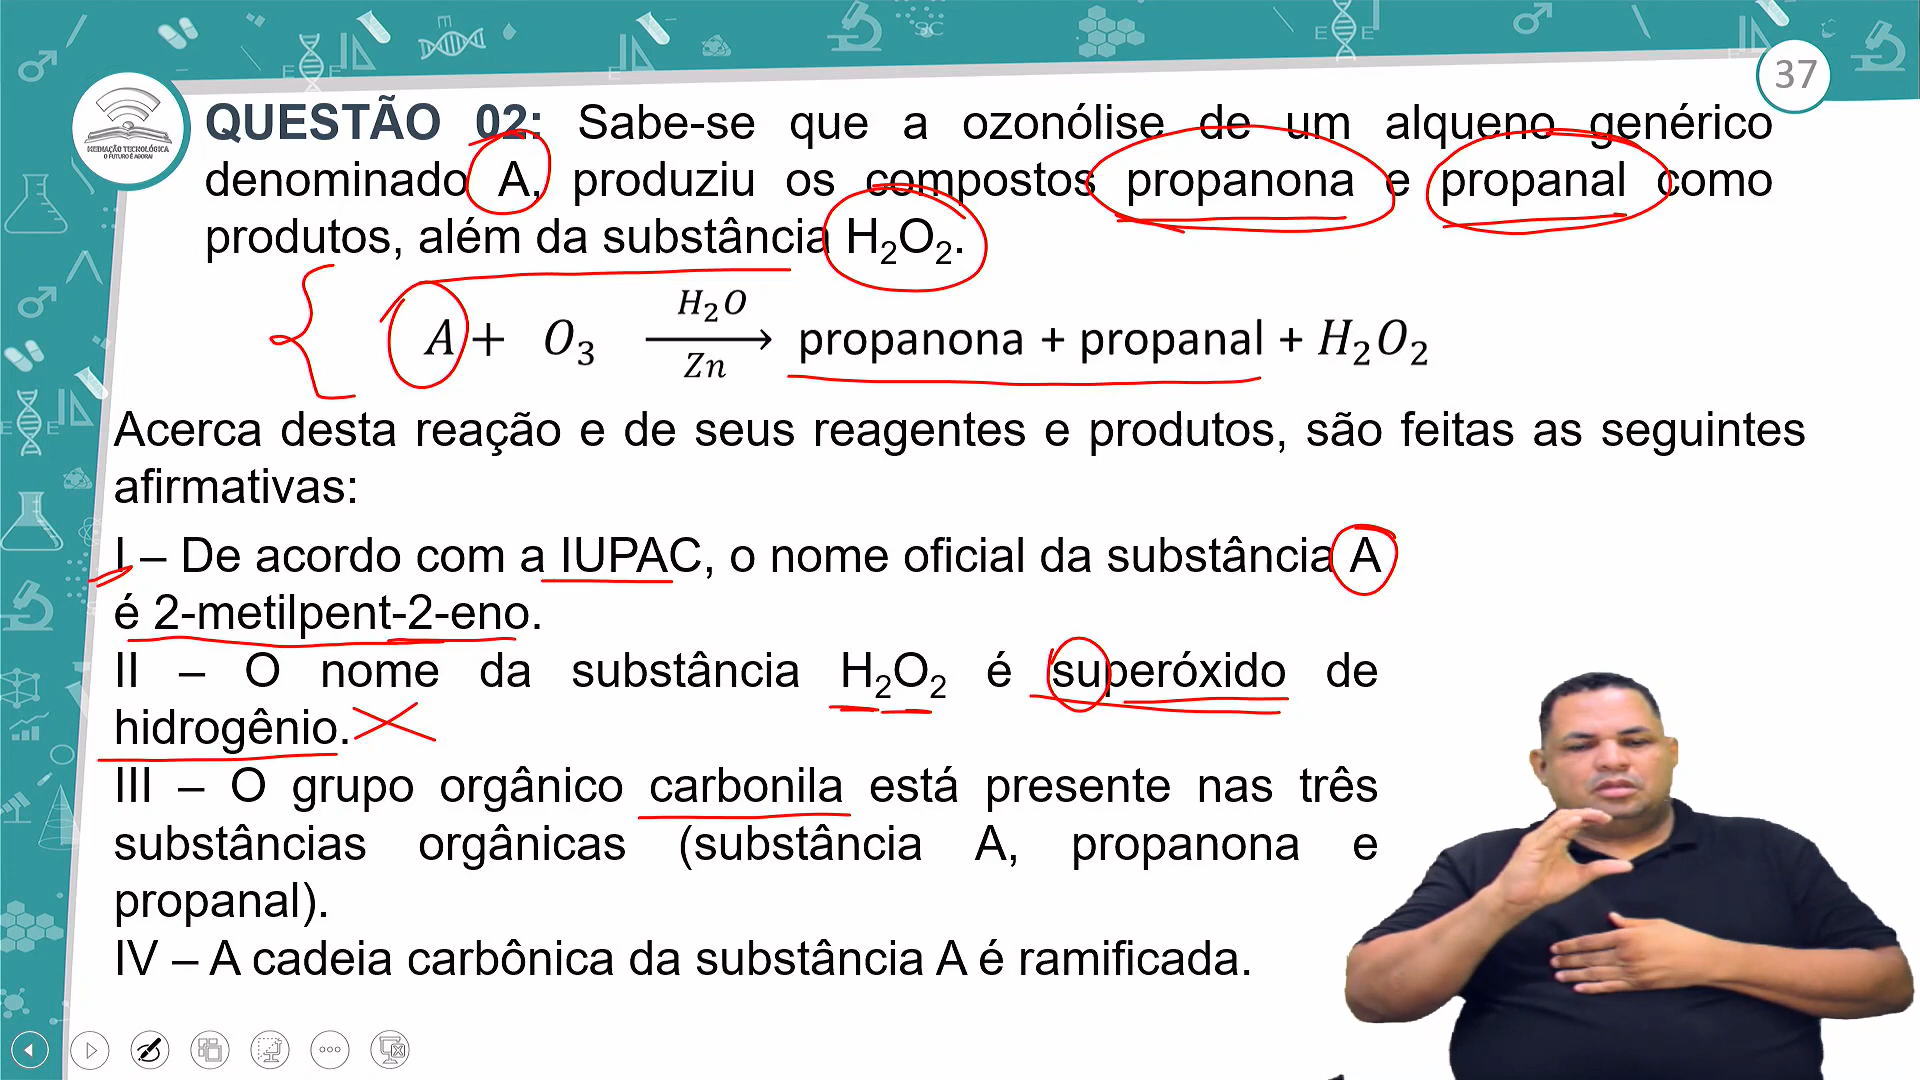 37
MEDIAÇÃO TECNOLÓGICA
O FUTURO É AGORA!
QUESTÃO 02: Sabe-se que a ozonólise de um alqueno genérico
denominado A, produziu os compostos propanona e propanal como
produtos, além da substância H₂O₂.
H₂O
A + O₃ → propanona + propanal + H₂O₂
Zn
Acerca desta reação e de seus reagentes e produtos, são feitas as seguintes
afirmativas:
I – De acordo com a IUPAC, o nome oficial da substância A
é 2-metilpent-2-eno.
II – O nome da substância H₂O₂ é superóxido de
hidrogênio.
III – O grupo orgânico carbonila está presente nas três
substâncias orgânicas (substância A, propanona e
propanal).
IV – A cadeia carbônica da substância A é ramificada.